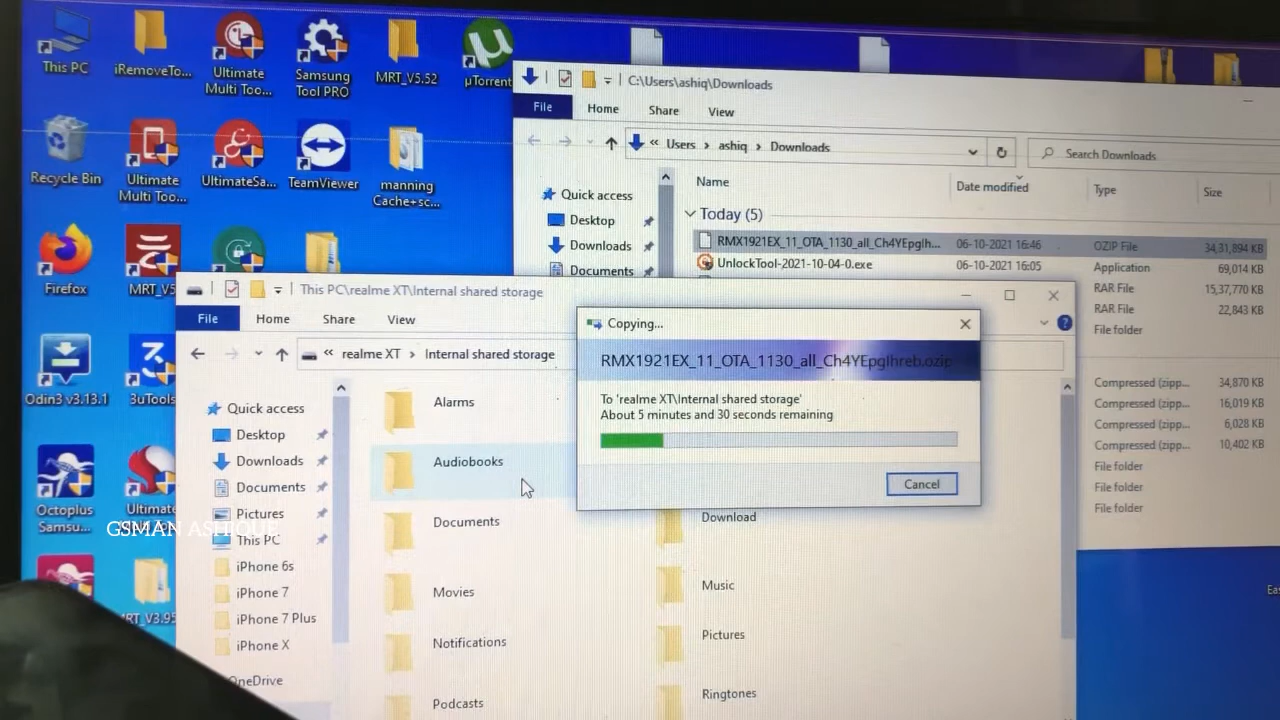 This PC
iRemoveTo...
Ultimate
Multi Too...
Samsung
Tool PRO
MRT_V5.52
µTorrent
Recycle Bin
Ultimate
Multi Too...
UltimateSa...
TeamViewer
manning
Cache+sc...
Firefox
MRT_V5
Odin3 v3.13.1
3uTools
Octoplus
Samsu...
Ultimate
GSMAN ASHIQUE
MRT_V3.95
C:\Users\ashiq\Downloads
File Home Share View
« Users > ashiq > Downloads
Search Downloads
Name Date modified Type Size
Quick access
Desktop
Downloads
Documents
Today (5)
RMX1921EX_11_OTA_1130_all_Ch4YEpglh... 06-10-2021 16:46 OZIP File 34,31,894 KB
UnlockTool-2021-10-04-0.exe 06-10-2021 16:05 Application 69,014 KB
RAR File 15,37,770 KB
RAR File 22,843 KB
File folder
Compressed (zipp... 34,870 KB
Compressed (zipp... 16,019 KB
Compressed (zipp... 6,028 KB
Compressed (zipp... 10,402 KB
File folder
File folder
File folder
This PC\realme XT\Internal shared storage
File Home Share View
« realme XT > Internal shared storage
Quick access
Desktop
Downloads
Documents
Pictures
This PC
iPhone 6s
iPhone 7
iPhone 7 Plus
iPhone X
OneDrive
Alarms
Audiobooks
Documents
Download
Movies
Music
Notifications
Pictures
Podcasts
Ringtones
Copying...
RMX1921EX_11_OTA_1130_all_Ch4YEpglhreb.ozip
To 'realme XT\Internal shared storage'
About 5 minutes and 30 seconds remaining
Cancel